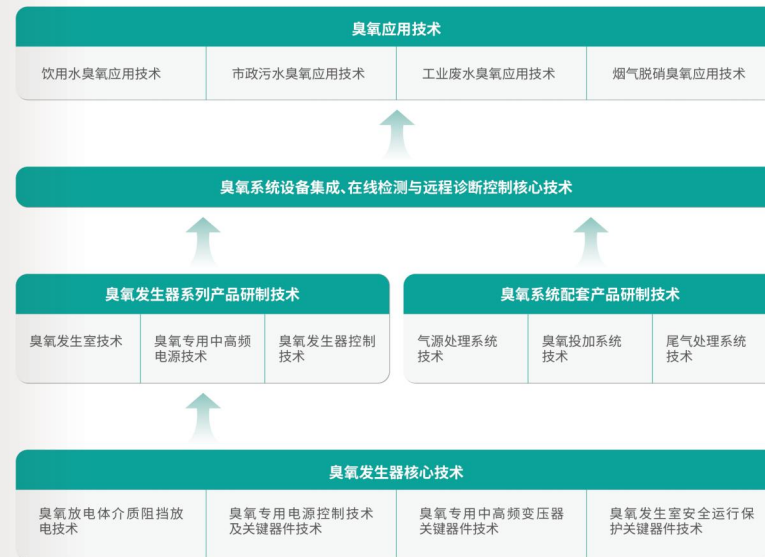 臭氧应用技术
饮用水臭氧应用技术
市政污水臭氧应用技术
工业废水臭氧应用技术
烟气脱硝臭氧应用技术
臭氧系统设备集成、在线检测与远程诊断控制核心技术
臭氧发生器系列产品研制技术
臭氧发生室技术
臭氧专用中高频
电源技术
臭氧发生器控制
技术
臭氧系统配套产品研制技术
气源处理系统
技术
臭氧投加系统
技术
尾气处理系统
技术
臭氧发生器核心技术
臭氧放电体介质阻挡放
电技术
臭氧专用电源控制技术
及关键器件技术
臭氧专用中高频变压器
关键器件技术
臭氧发生室安全运行保
护关键器件技术